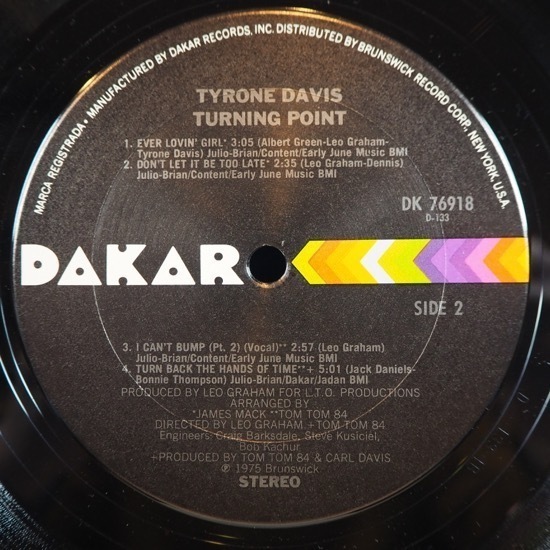 MARCA REGISTRADA · MANUFACTURED BY DAKAR RECORDS, INC. DISTRIBUTED BY BRUNSWICK RECORD CORP. NEW YORK, U.S.A.
TYRONE DAVIS
TURNING POINT
1. EVER LOVIN' GIRL* 3:05 (Albert Green-Leo Graham-
Tyrone Davis) Julio-Brian/Content/Early June Music BMI
2. DON'T LET IT BE TOO LATE* 2:35 (Leo Graham-Dennis)
Julio-Brian/Content/Early June Music BMI
DK 76918
D-133
DAKAR
SIDE 2
3. I CAN'T BUMP (Pt. 2) (Vocal)** 2:57 (Leo Graham)
Julio-Brian/Content/Early June Music BMI
4. TURN BACK THE HANDS OF TIME**+ 5:01 (Jack Daniels-
Bonnie Thompson) Julio-Brian/Dakar/Jadan BMI
PRODUCED BY LEO GRAHAM FOR L.T.O. PRODUCTIONS
ARRANGED BY
*JAMES MACK **TOM TOM 84
DIRECTED BY LEO GRAHAM +TOM TOM 84
Engineers: Craig Barksdale, Steve Kusiciel,
Bob Kachur
+PRODUCED BY TOM TOM 84 & CARL DAVIS
℗ 1975 Brunswick
STEREO